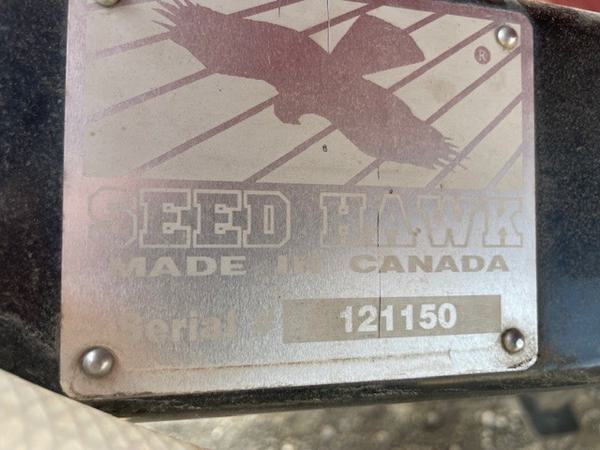 ®
SEED HAWK
MADE IN CANADA
Serial # 121150